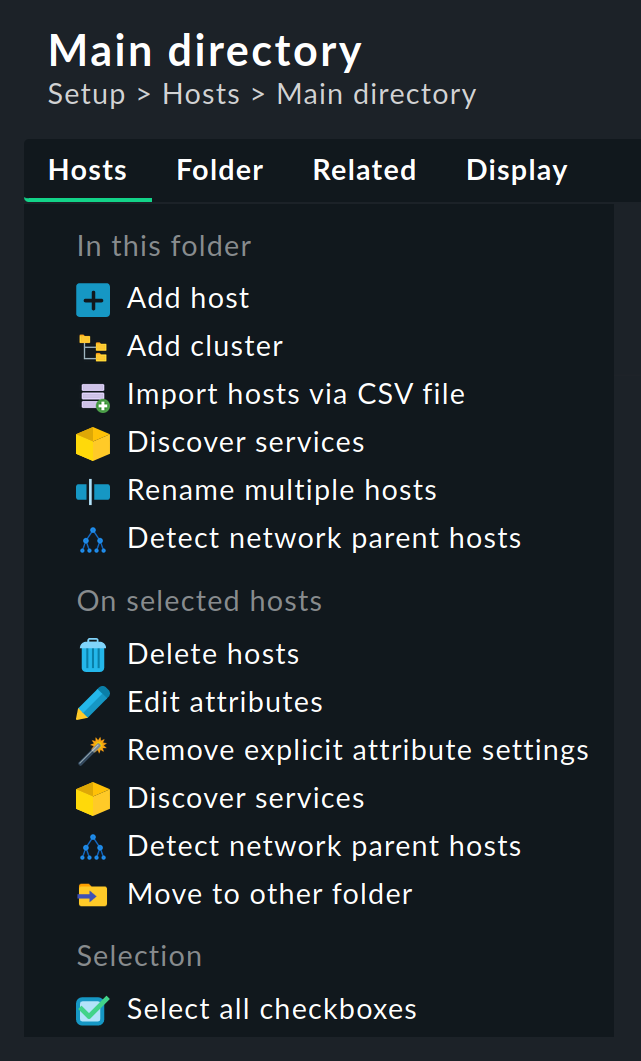 Main directory
Setup > Hosts > Main directory
Hosts Folder Related Display
In this folder
Add host
Add cluster
Import hosts via CSV file
Discover services
Rename multiple hosts
Detect network parent hosts
On selected hosts
Delete hosts
Edit attributes
Remove explicit attribute settings
Discover services
Detect network parent hosts
Move to other folder
Selection
Select all checkboxes